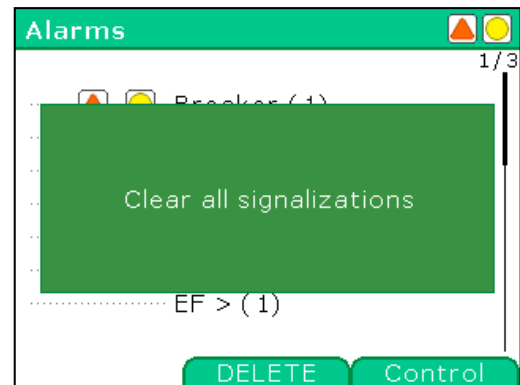 Alarms
1/3
Breaker (1)
Clear all signalizations
EF > (1)
DELETE Control